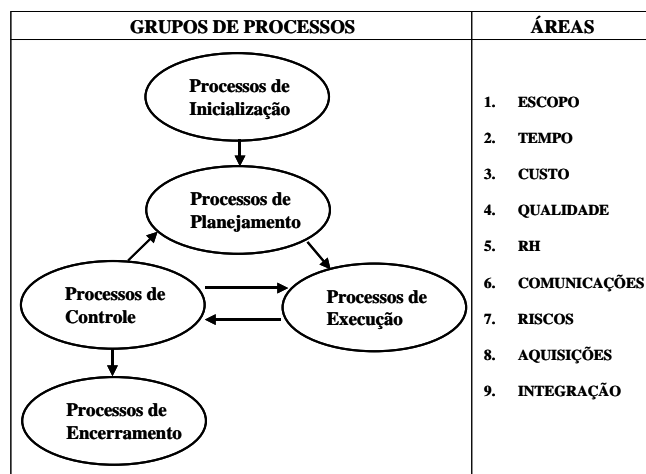 GRUPOS DE PROCESSOS
ÁREAS
Processos de
Inicialização
Processos de
Planejamento
Processos de
Controle
Processos de
Execução
Processos de
Encerramento
1. ESCOPO
2. TEMPO
3. CUSTO
4. QUALIDADE
5. RH
6. COMUNICAÇÕES
7. RISCOS
8. AQUISIÇÕES
9. INTEGRAÇÃO